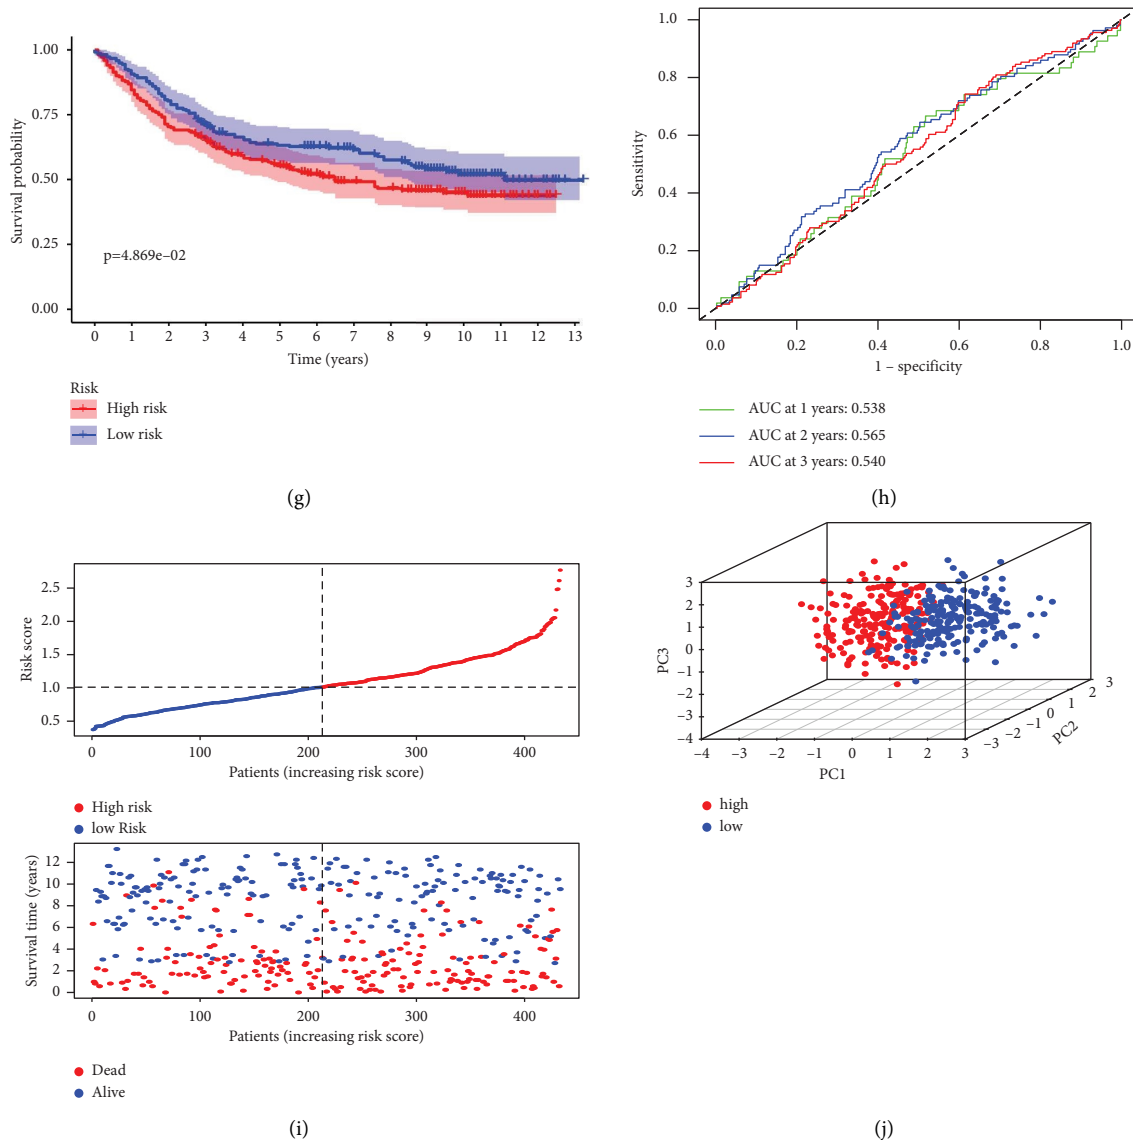 1.00
0.75
0.50
0.25
0.00
Survival probability
p=4.869e–02
0 1 2 3 4 5 6 7 8 9 10 11 12 13
Time (years)
Risk
High risk
Low risk
(g)
1.0
0.8
0.6
0.4
0.2
0.0
Sensitivity
0.0 0.2 0.4 0.6 0.8 1.0
1 – specificity
AUC at 1 years: 0.538
AUC at 2 years: 0.565
AUC at 3 years: 0.540
(h)
2.5
2.0
1.5
1.0
0.5
Risk score
0 100 200 300 400
Patients (increasing risk score)
High risk
low Risk
12
10
8
6
4
2
0
Survival time (years)
0 100 200 300 400
Patients (increasing risk score)
Dead
Alive
(i)
3
2
1
0
–1
–2
–3
–4
PC3
–4 –3 –2 –1 0 1 2 3
PC1
–3 –2 –1 0 1 2 3
PC2
high
low
(j)